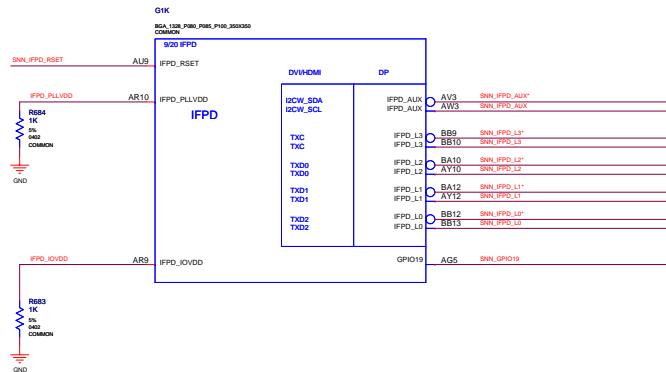 G1K
BGA_1328_P080_P085_P100_350X350
COMMON
9/20 IFPD
SNN_IFPD_RSET AU9 IFPD_RSET
DVI/HDMI DP
IFPD_PLLVDD AR10 IFPD_PLLVDD
I2CW_SDA IFPD_AUX AV3 SNN_IFPD_AUX*
I2CW_SCL IFPD_AUX AW3 SNN_IFPD_AUX
IFPD
R684
1K
5%
0402
COMMON
GND
TXC IFPD_L3 BB9 SNN_IFPD_L3*
TXC IFPD_L3 BB10 SNN_IFPD_L3
TXD0 IFPD_L2 BA10 SNN_IFPD_L2*
TXD0 IFPD_L2 AY10 SNN_IFPD_L2
TXD1 IFPD_L1 BA12 SNN_IFPD_L1*
TXD1 IFPD_L1 AY12 SNN_IFPD_L1
TXD2 IFPD_L0 BB12 SNN_IFPD_L0*
TXD2 IFPD_L0 BB13 SNN_IFPD_L0
IFPD_IOVDD AR9 IFPD_IOVDD
GPIO19 AG5 SNN_GPIO19
R683
1K
5%
0402
COMMON
GND